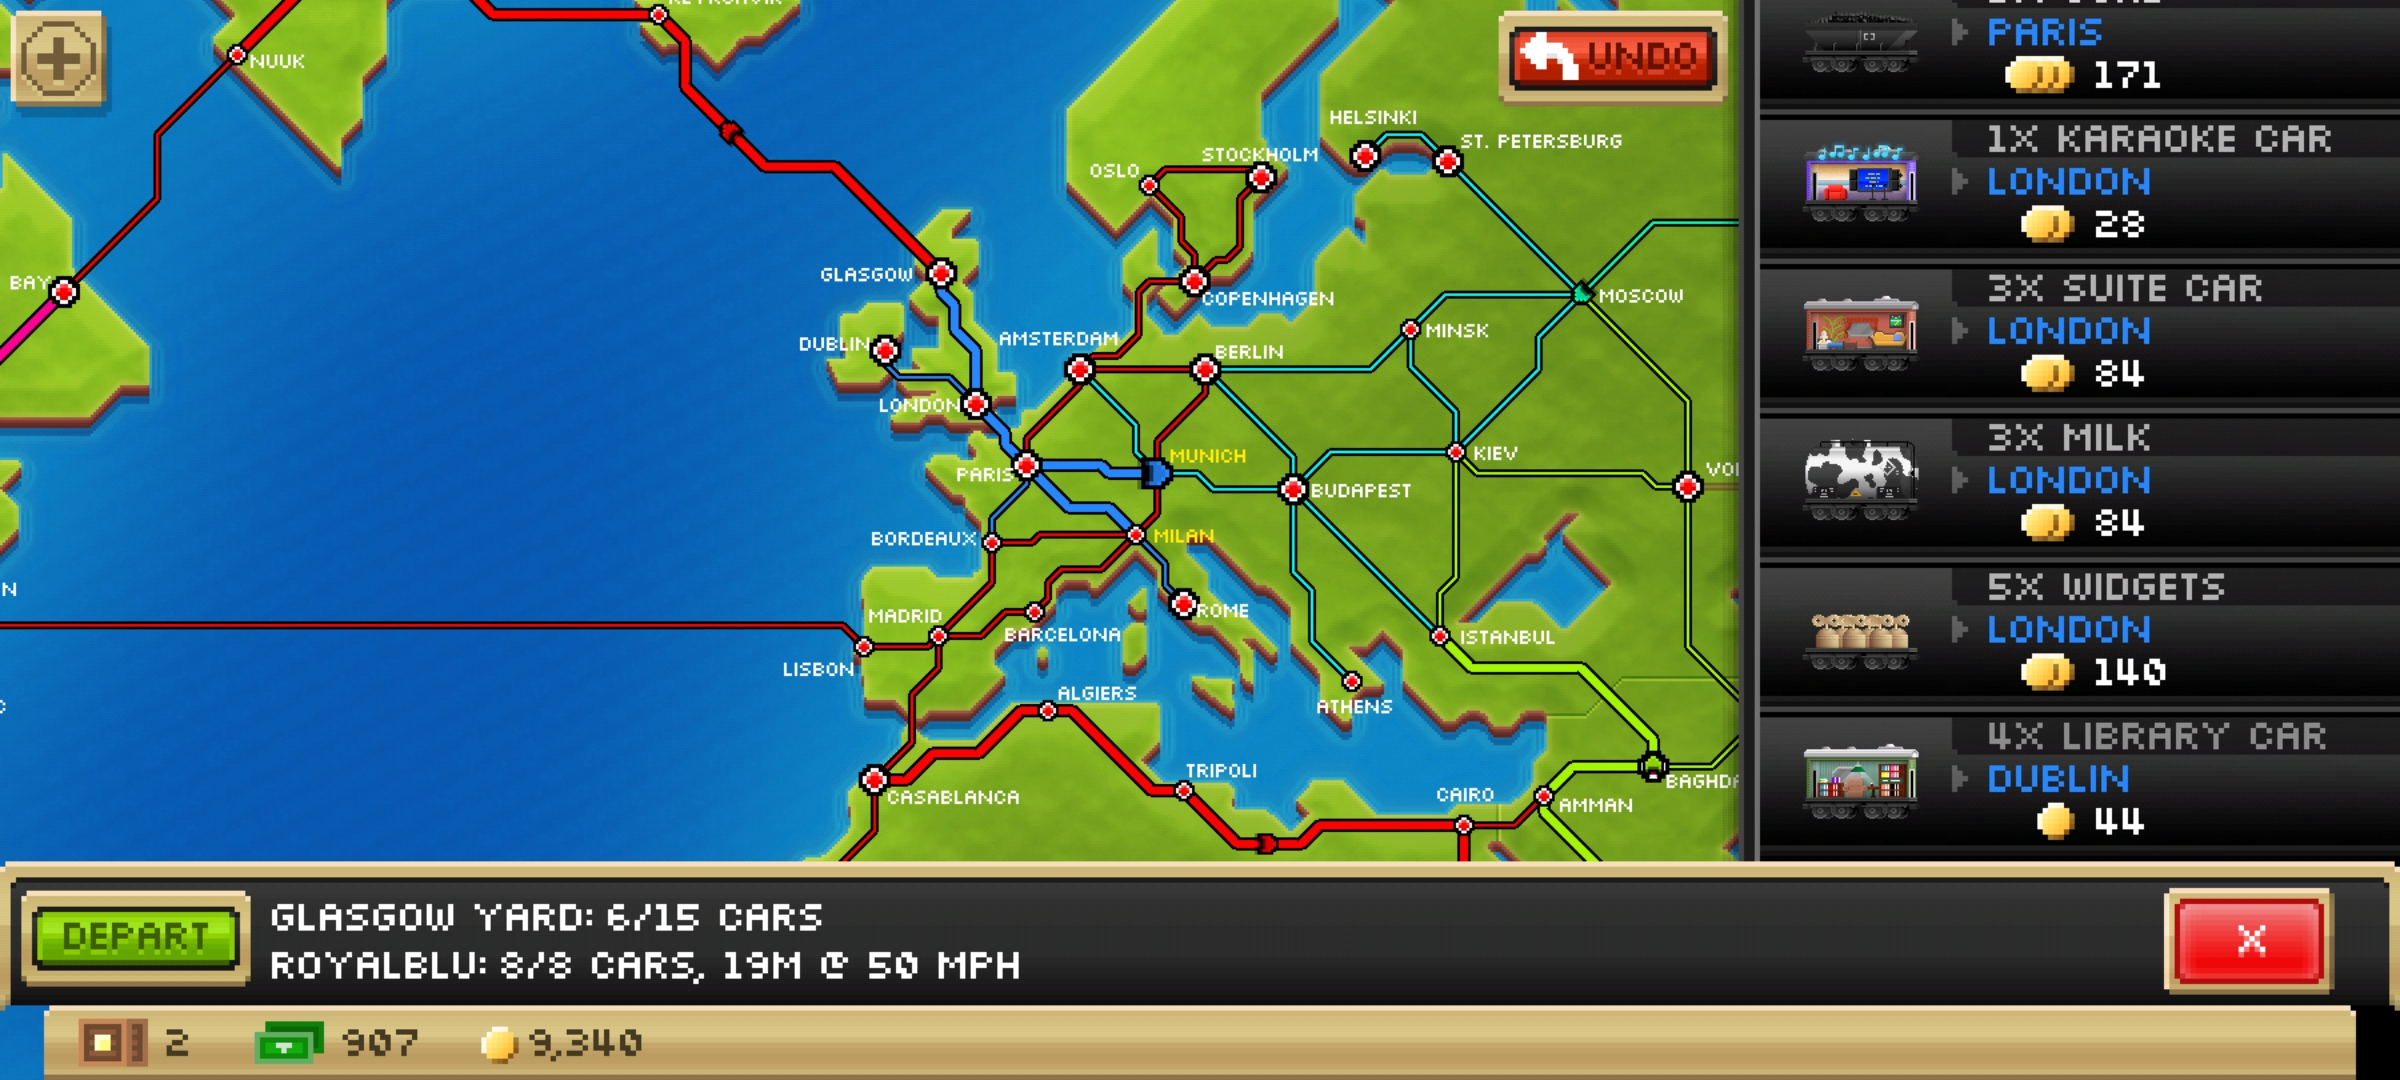 REYKJAVIK
NUUK
UNDO
HELSINKI
ST. PETERSBURG
STOCKHOLM
OSLO
BAY
GLASGOW
COPENHAGEN
MOSCOW
MINSK
DUBLIN
AMSTERDAM
BERLIN
LONDON
MUNICH
KIEV
PARIS
BUDAPEST
BORDEAUX
MILAN
MADRID
ROME
BARCELONA
ISTANBUL
LISBON
ALGIERS
ATHENS
TRIPOLI
CASABLANCA
CAIRO
AMMAN
PARIS
171
1X KARAOKE CAR
LONDON
28
3X SUITE CAR
LONDON
84
3X MILK
LONDON
84
5X WIDGETS
LONDON
140
4X LIBRARY CAR
DUBLIN
44
DEPART
GLASGOW YARD: 6/15 CARS
ROYALBLU: 8/8 CARS, 19M @ 50 MPH
X
2
907
9,340